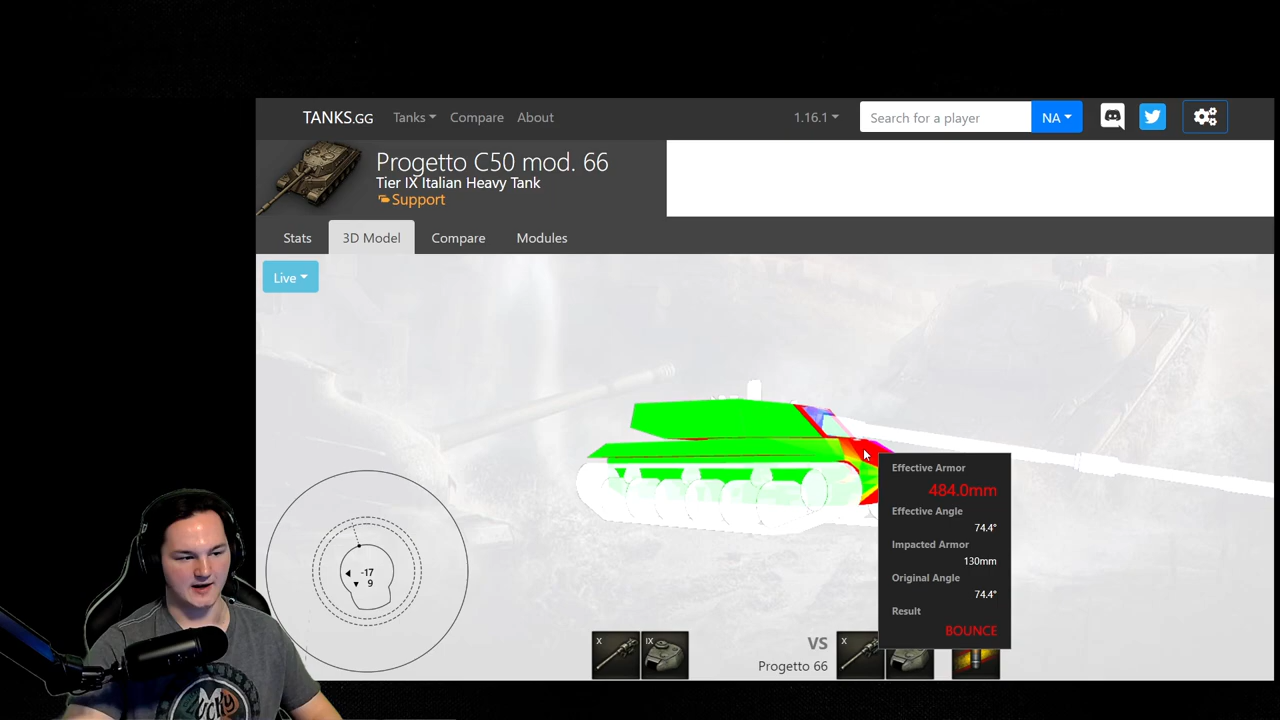 TANKS.GG Tanks Compare About 1.16.1 Search for a player NA
Progetto C50 mod. 66
Tier IX Italian Heavy Tank
Support
Stats 3D Model Compare Modules
Live
Effective Armor
484.0mm
Effective Angle
74.4°
Impacted Armor
130mm
Original Angle
74.4°
Result
BOUNCE
-17
9
X IX VS X
Progetto 66
LUCKY